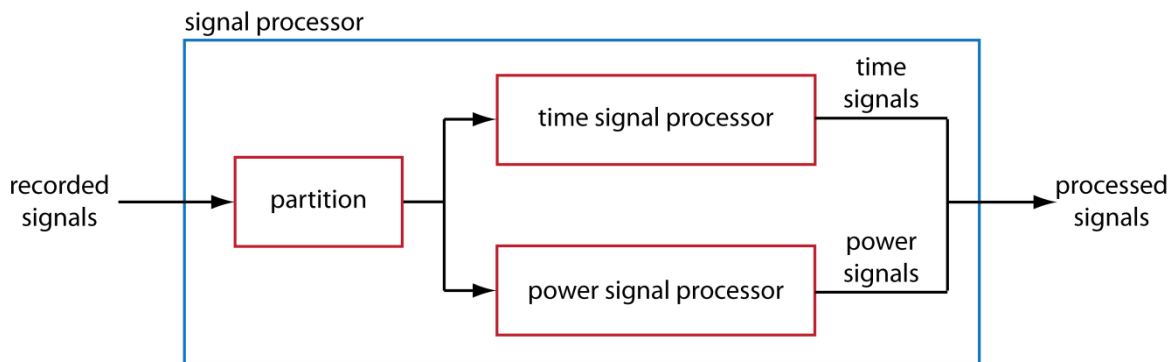 signal processor
time
signals
time signal processor
recorded
signals
partition
processed
signals
power
signals
power signal processor